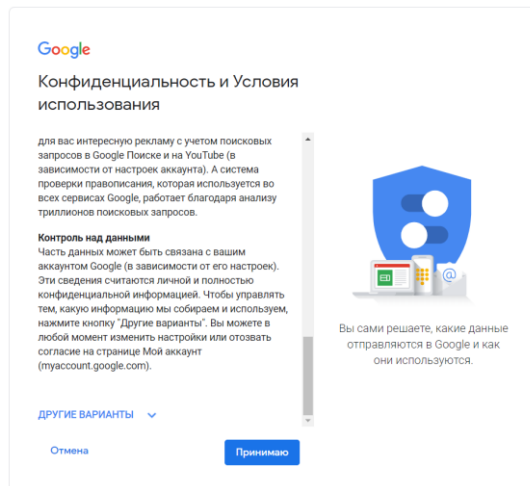 Google
Конфиденциальность и Условия
использования
для вас интересную рекламу с учетом поисковых
запросов в Google Поиске и на YouTube (в
зависимости от настроек аккаунта). А система
проверки правописания, которая используется во
всех сервисах Google, работает благодаря анализу
триллионов поисковых запросов.
Контроль над данными
Часть данных может быть связана с вашим
аккаунтом Google (в зависимости от его настроек).
Эти сведения считаются личной и полностью
конфиденциальной информацией. Чтобы управлять
тем, какую информацию мы собираем и используем,
нажмите кнопку "Другие варианты". Вы можете в
любой момент изменить настройки или отозвать
согласие на странице Мой аккаунт
(myaccount.google.com).
ДРУГИЕ ВАРИАНТЫ
Отмена
Принимаю
@
Вы сами решаете, какие данные
отправляются в Google и как
они используются.